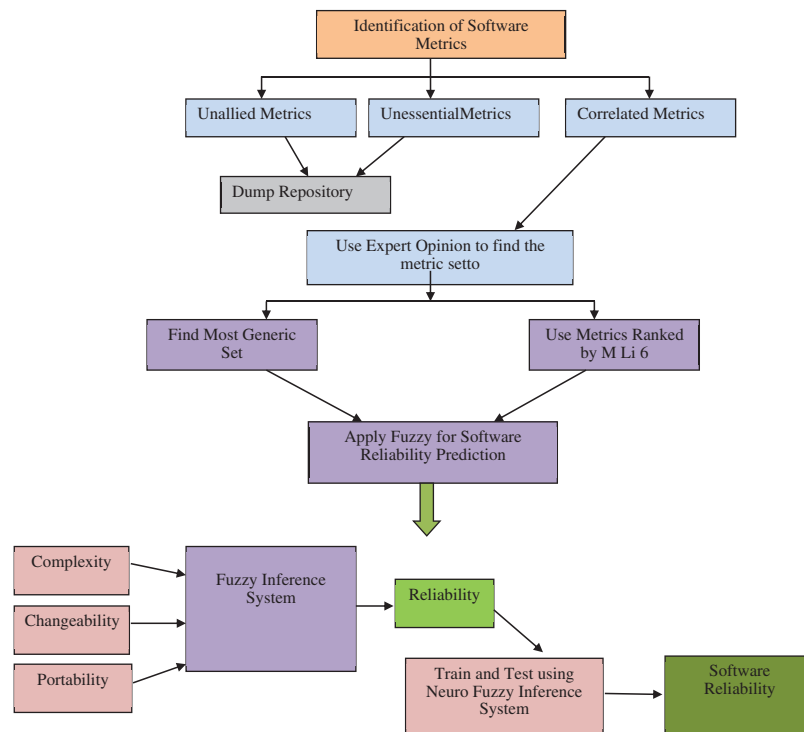 Identification of Software
Metrics
Unallied Metrics
UnessentialMetrics
Correlated Metrics
Dump Repository
Use Expert Opinion to find the
metric setto
Find Most Generic
Set
Use Metrics Ranked
by M Li 6
Apply Fuzzy for Software
Reliability Prediction
Complexity
Changeability
Portability
Fuzzy Inference
System
Reliability
Train and Test using
Neuro Fuzzy Inference
System
Software
Reliability